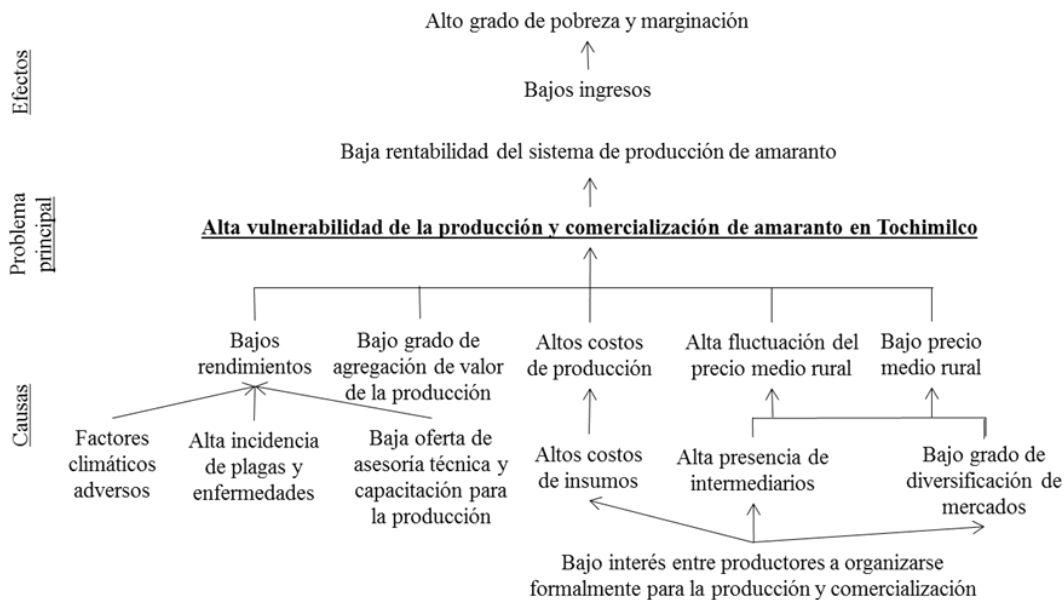 Alto grado de pobreza y marginación
Efectos
Bajos ingresos
Baja rentabilidad del sistema de producción de amaranto
Problema
principal
Alta vulnerabilidad de la producción y comercialización de amaranto en Tochimilco
Causas
Bajos
rendimientos
Bajo grado de
agregación de valor
de la producción
Altos costos
de producción
Alta fluctuación del
precio medio rural
Bajo precio
medio rural
Factores
climáticos
adversos
Alta incidencia
de plagas y
enfermedades
Baja oferta de
asesoría técnica y
capacitación para
la producción
Altos costos
de insumos
Alta presencia de
intermediarios
Bajo grado de
diversificación de
mercados
Bajo interés entre productores a organizarse
formalmente para la producción y comercialización